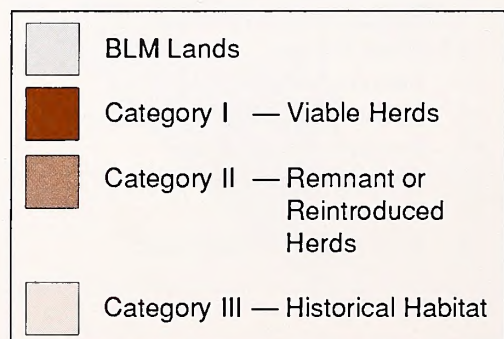 BLM Lands
Category I — Viable Herds
Category II — Remnant or
Reintroduced
Herds
Category III — Historical Habitat